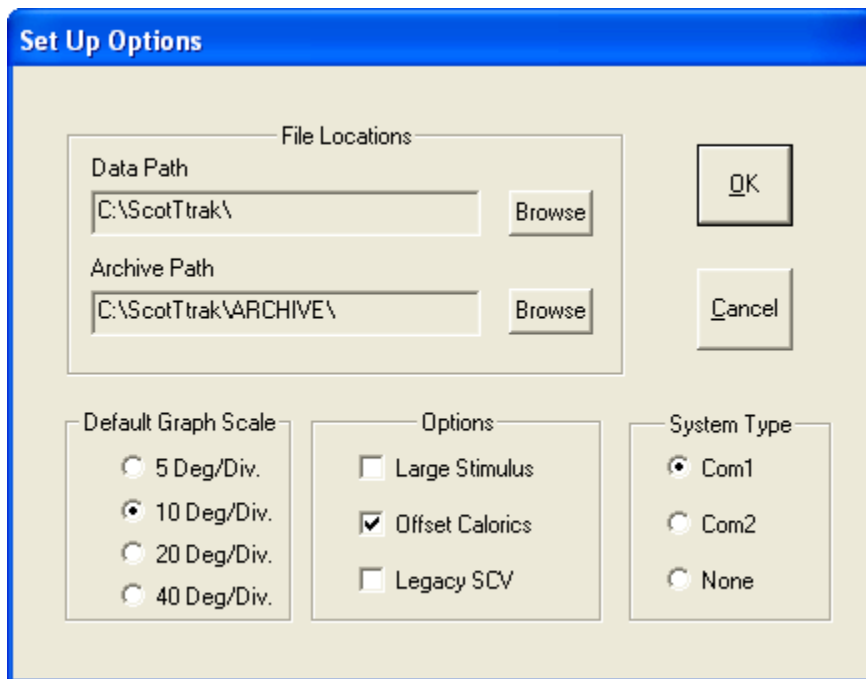 Set Up Options
File Locations
Data Path
C:\ScotTtrak\
Browse
Archive Path
C:\ScotTtrak\ARCHIVE\
Browse
OK
Cancel
Default Graph Scale
5 Deg/Div.
10 Deg/Div.
20 Deg/Div.
40 Deg/Div.
Options
Large Stimulus
Offset Calorics
Legacy SCV
System Type
Com1
Com2
None